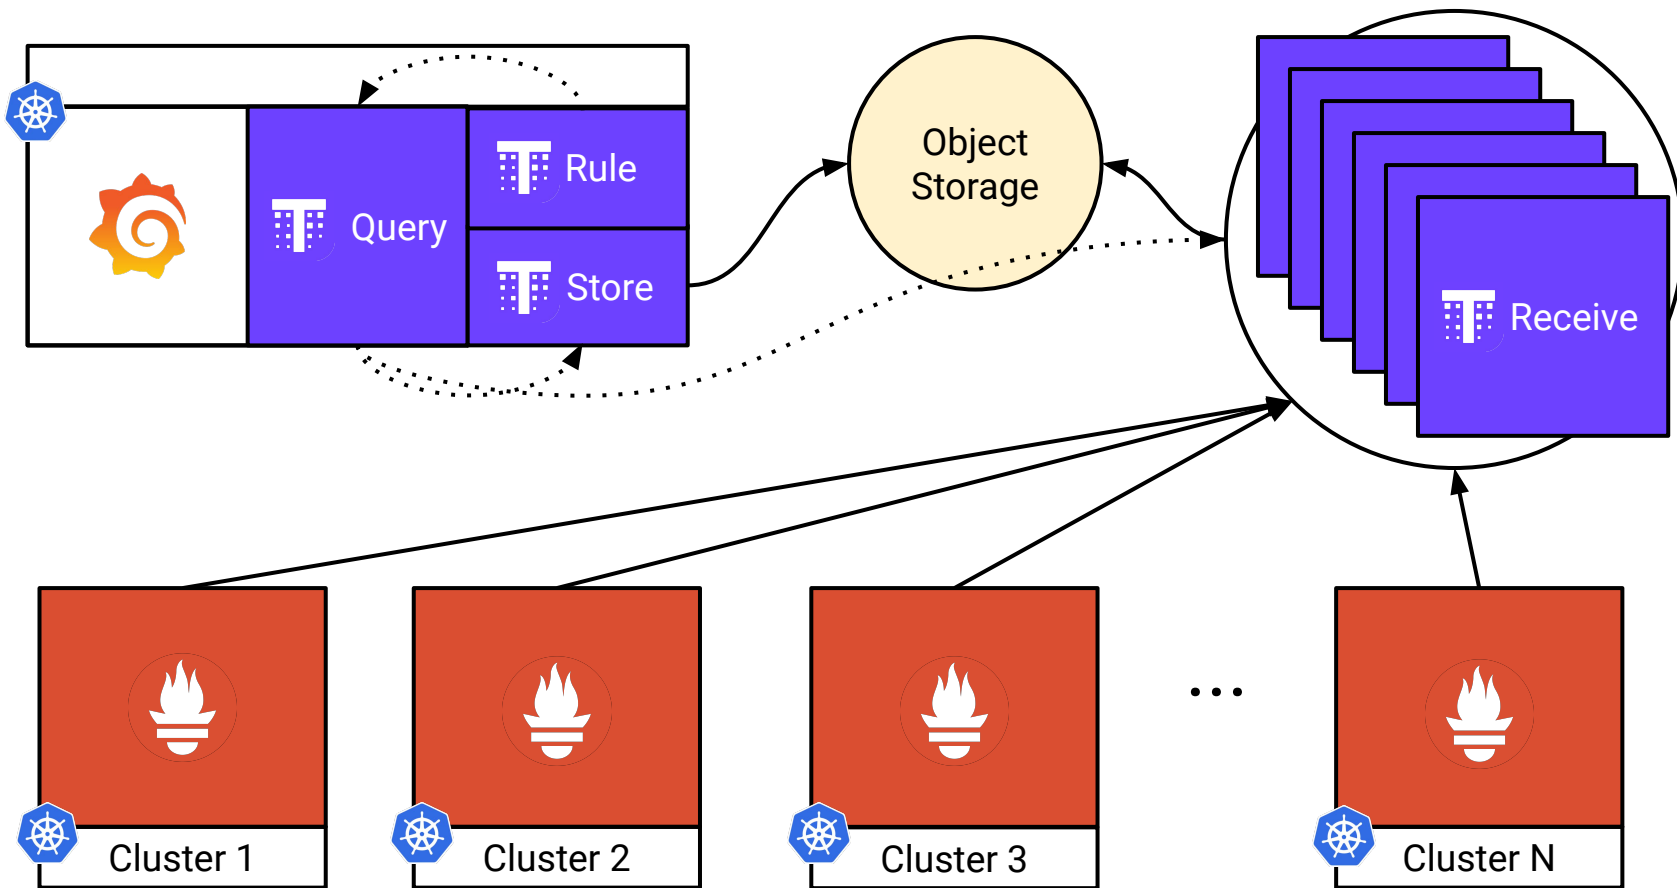 Rule
Query
Store
Object
Storage
Receive
...
Cluster 1
Cluster 2
Cluster 3
Cluster N